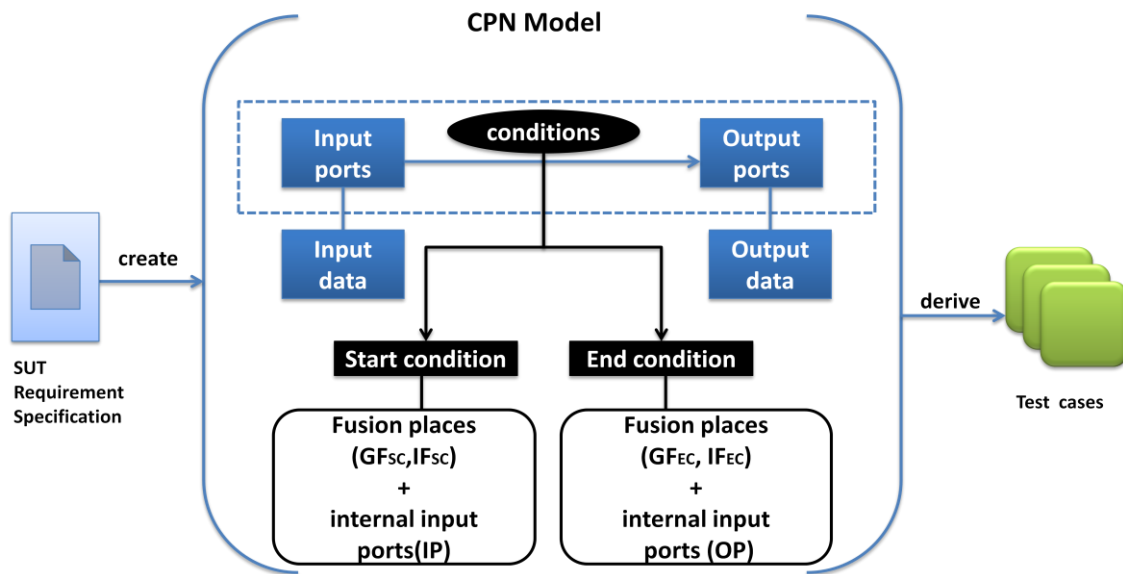 CPN Model
conditions
Input
ports
Output
ports
Input
data
Output
data
create
derive
SUT
Requirement
Specification
Start condition
End condition
Fusion places
(GFSC,IFSC)
+
internal input
ports(IP)
Fusion places
(GFEC, IFEC)
+
internal input
ports (OP)
Test cases